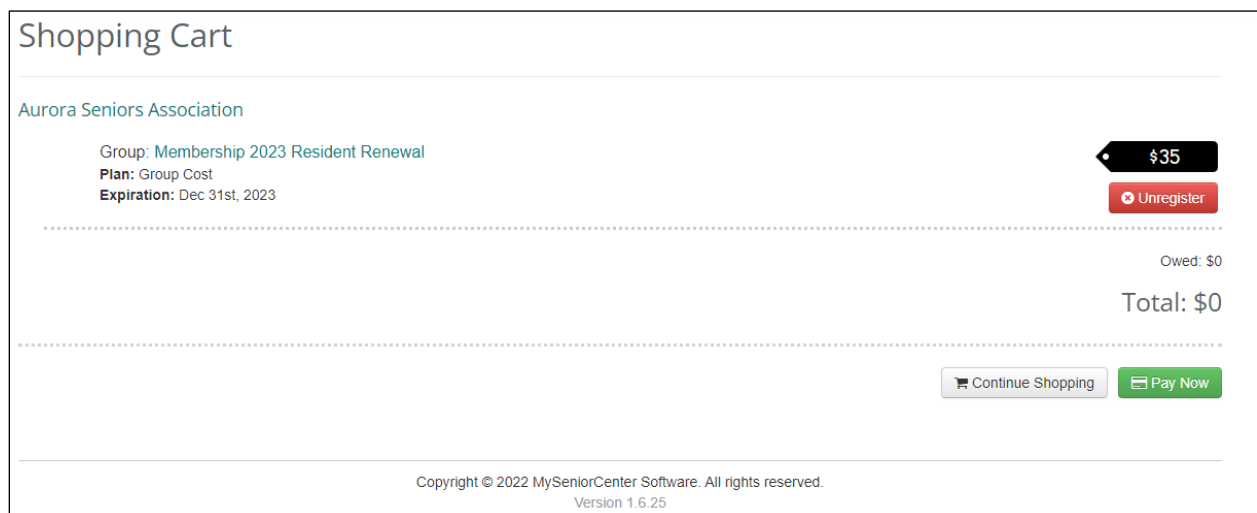 Shopping Cart
Aurora Seniors Association
Group: Membership 2023 Resident Renewal
$35
Plan: Group Cost
Expiration: Dec 31st, 2023
Unregister
Owed: $0
Total: $0
Continue Shopping
Pay Now
Copyright © 2022 MySeniorCenter Software. All rights reserved.
Version 1.6.25